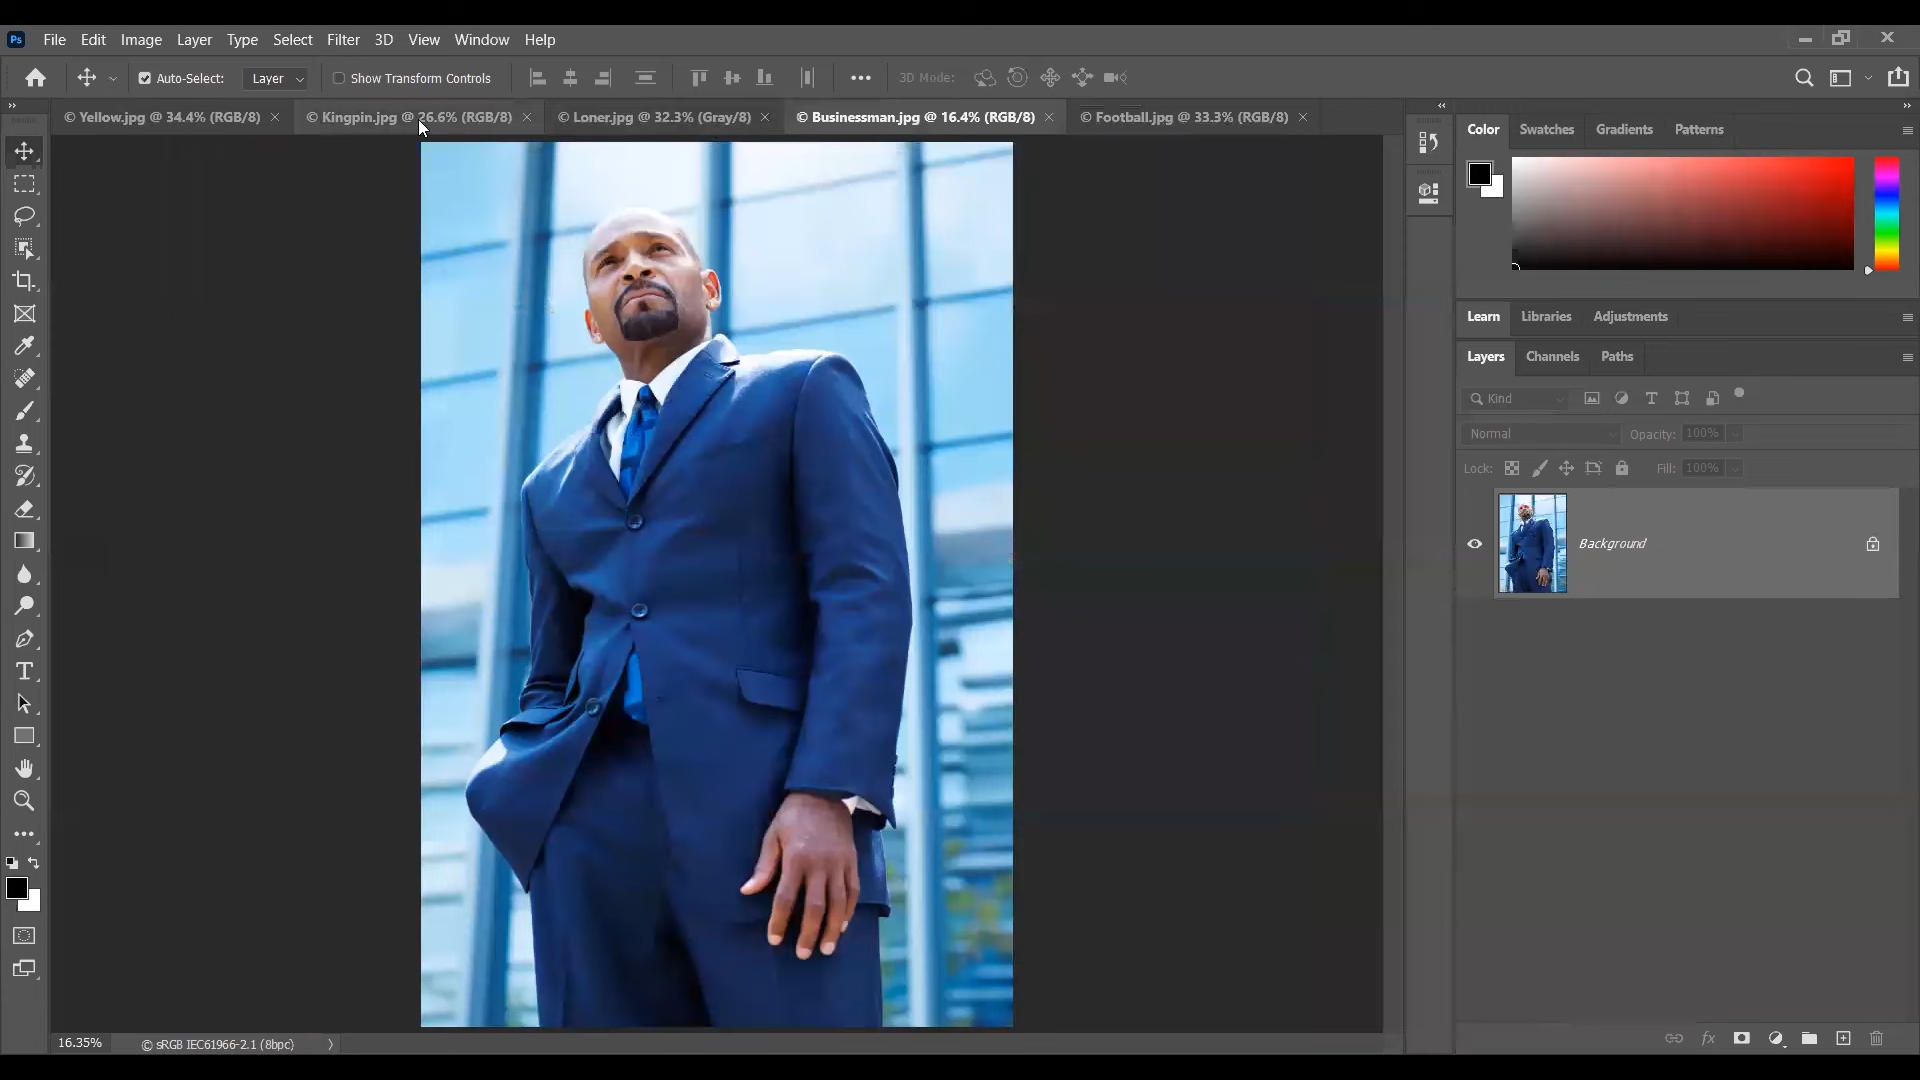 Ps File Edit Image Layer Type Select Filter 3D View Window Help
Auto-Select: Layer Show Transform Controls 3D Mode:
© Yellow.jpg @ 34.4% (RGB/8) × © Kingpin.jpg @ 26.6% (RGB/8) × © Loner.jpg @ 32.3% (Gray/8) × © Businessman.jpg @ 16.4% (RGB/8) × © Football.jpg @ 33.3% (RGB/8) ×
Color Swatches Gradients Patterns
Learn Libraries Adjustments
Layers Channels Paths
Kind
Normal Opacity: 100%
Lock: Fill: 100%
Background
fx
16.35% © sRGB IEC61966-2.1 (8bpc)